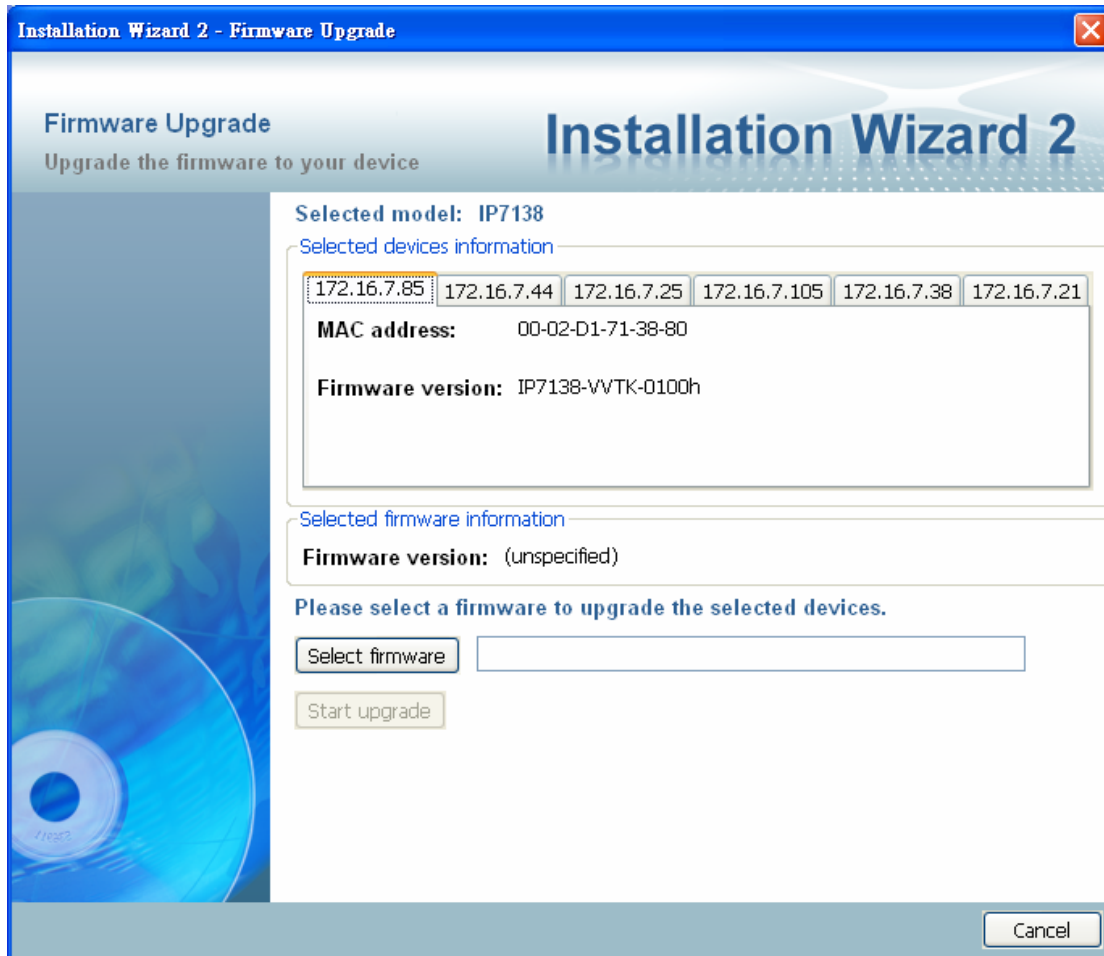 Installation Wizard 2 - Firmware Upgrade
Firmware Upgrade
Upgrade the firmware to your device
Installation Wizard 2
Selected model: IP7138
Selected devices information
172.16.7.85 172.16.7.44 172.16.7.25 172.16.7.105 172.16.7.38 172.16.7.21
MAC address: 00-02-D1-71-38-80
Firmware version: IP7138-VVTK-0100h
Selected firmware information
Firmware version: (unspecified)
Please select a firmware to upgrade the selected devices.
Select firmware
Start upgrade
Cancel